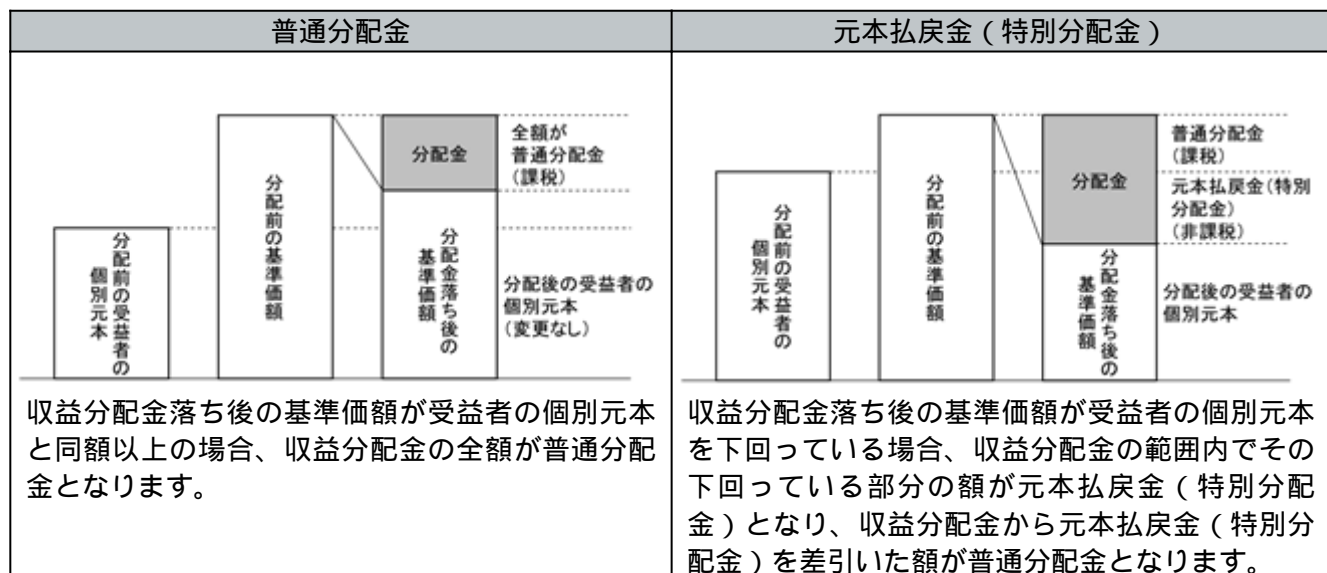 普通分配金
分配前の受益者の
個別元本
分配前の基準価額
分配金
分配金落ち後の
基準価額
全額が
普通分配金
(課税)
分配後の受益者の
個別元本
(変更なし)
収益分配金落ち後の基準価額が受益者の個別元本
と同額以上の場合、収益分配金の全額が普通分配
金となります。
元本払戻金(特別分配金)
分配前の受益者の
個別元本
分配前の基準価額
分配金
分配金落ち後の
基準価額
普通分配金
(課税)
元本払戻金(特別
分配金)
(非課税)
分配後の受益者の
個別元本
収益分配金落ち後の基準価額が受益者の個別元本
を下回っている場合、収益分配金の範囲内でその
下回っている部分の額が元本払戻金(特別分配
金)となり、収益分配金から元本払戻金(特別分
配金)を差引いた額が普通分配金となります。